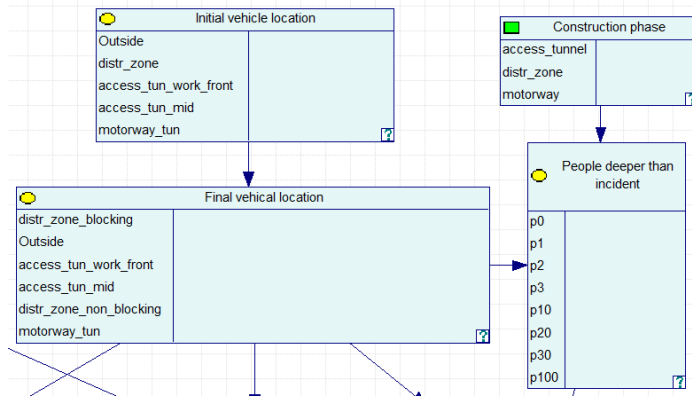 Initial vehicle location
Outside
distr_zone
access_tun_work_front
access_tun_mid
motorway_tun
?
Construction phase
access_tunnel
distr_zone
motorway
?
Final vehical location
distr_zone_blocking
Outside
access_tun_work_front
access_tun_mid
distr_zone_non_blocking
motorway_tun
?
People deeper than
incident
p0
p1
p2
p3
p10
p20
p30
p100
?